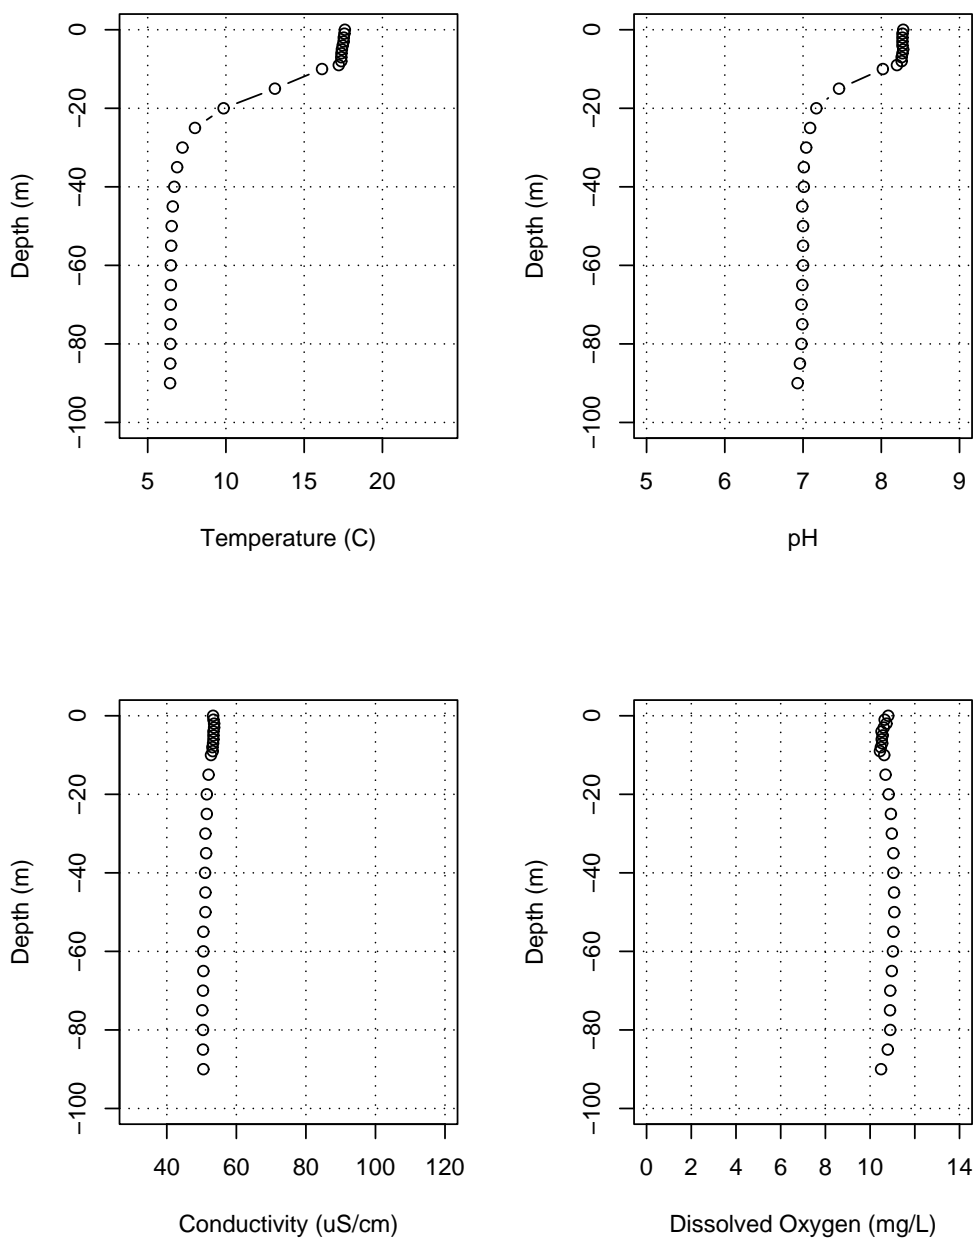 0
−20
−40
−60
−80
−100
Depth (m)
5 10 15 20
Temperature (C)
0
−20
−40
−60
−80
−100
Depth (m)
5 6 7 8 9
pH
0
−20
−40
−60
−80
−100
Depth (m)
40 60 80 100 120
Conductivity (uS/cm)
0
−20
−40
−60
−80
−100
Depth (m)
0 2 4 6 8 10 14
Dissolved Oxygen (mg/L)